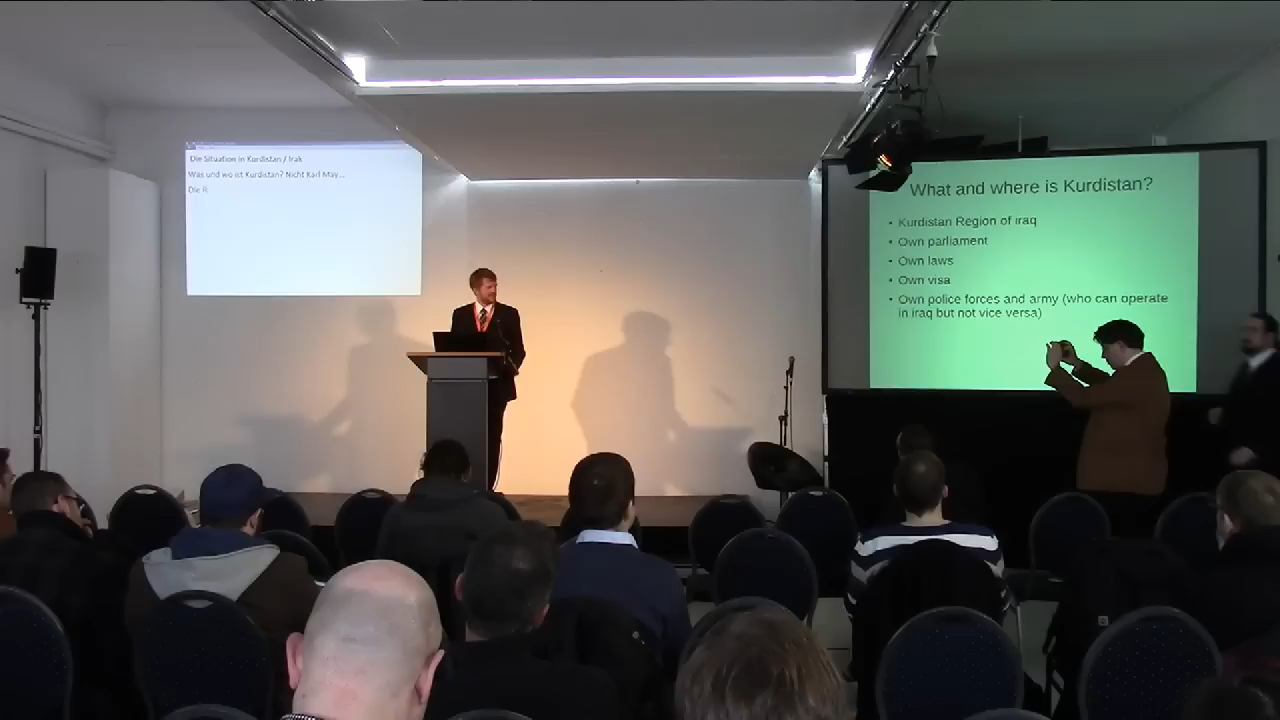 Die Situation in Kurdistan / Irak
Was und wo ist Kurdistan? Nicht Karl May...
Die R
What and where is Kurdistan?
• Kurdistan Region of iraq
• Own parliament
• Own laws
• Own visa
• Own police forces and army (who can operate
in iraq but not vice versa)